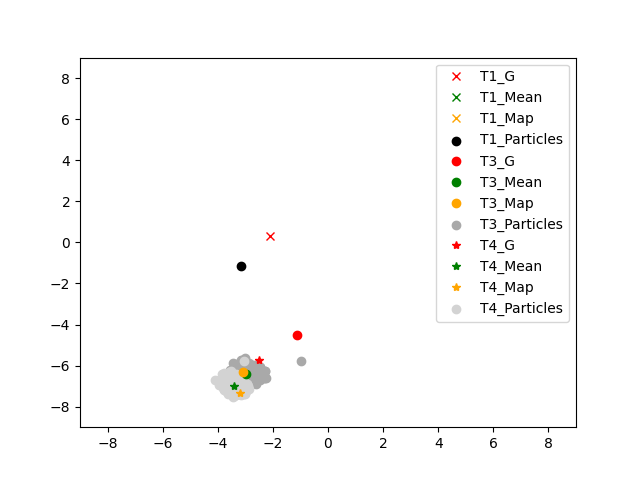 8
6
4
2
0
−2
−4
−6
−8
−8 −6 −4 −2 0 2 4 6 8
T1_G
T1_Mean
T1_Map
T1_Particles
T3_G
T3_Mean
T3_Map
T3_Particles
T4_G
T4_Mean
T4_Map
T4_Particles